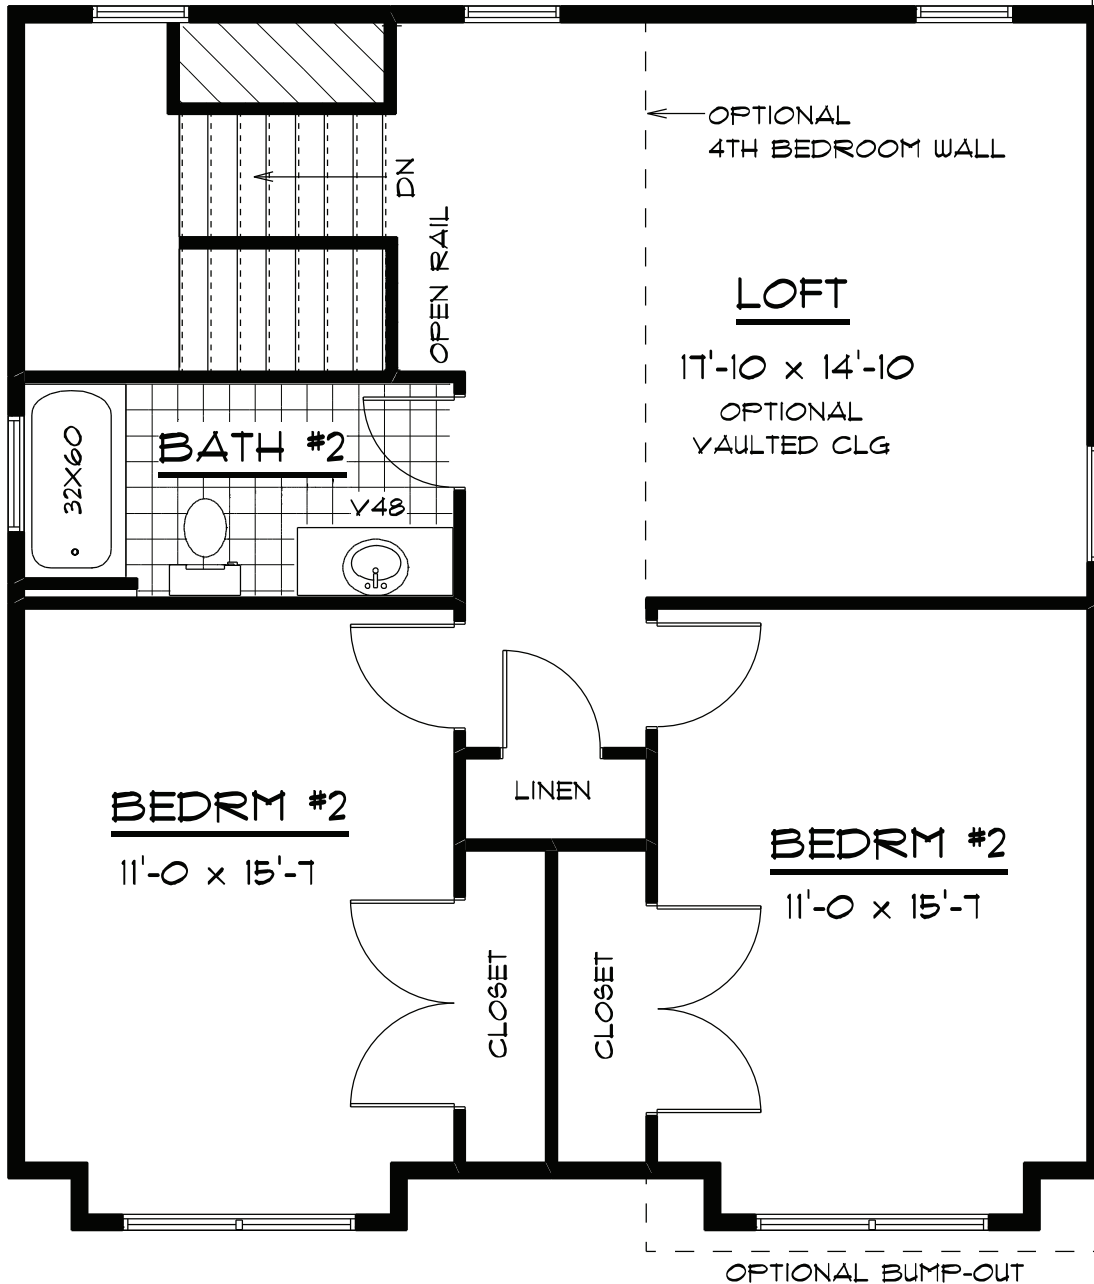 OPTIONAL
4TH BEDROOM WALL
DN
OPEN RAIL
LOFT
17'-10 x 14'-10
OPTIONAL
VAULTED CLG
BATH #2
32X60
V48
LINEN
BEDRM #2
11'-0 x 15'-7
BEDRM #2
11'-0 x 15'-7
CLOSET
CLOSET
OPTIONAL BUMP-OUT